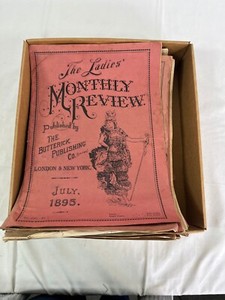 The Ladies'
MONTHLY
REVIEW.
Published by
THE
BUTTERICK
PUBLISHING
Co.
LONDON & NEW YORK.
JULY,
1895.